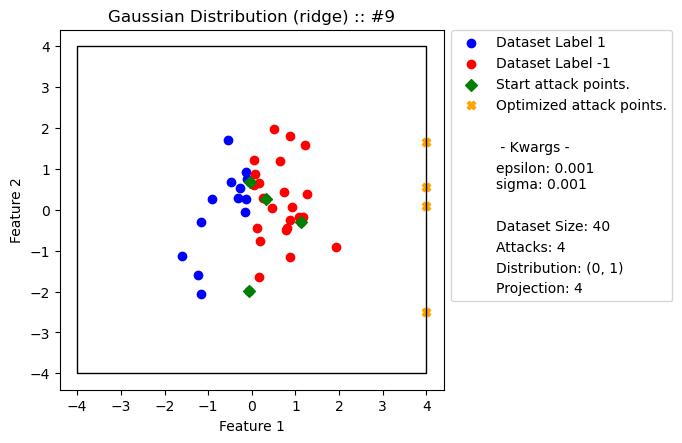 Gaussian Distribution (ridge) :: #9
Feature 2
4
3
2
1
0
−1
−2
−3
−4
−4
−3
−2
−1
0
1
2
3
4
Feature 1
Dataset Label 1
Dataset Label -1
Start attack points.
Optimized attack points.
- Kwargs -
epsilon: 0.001
sigma: 0.001
Dataset Size: 40
Attacks: 4
Distribution: (0, 1)
Projection: 4